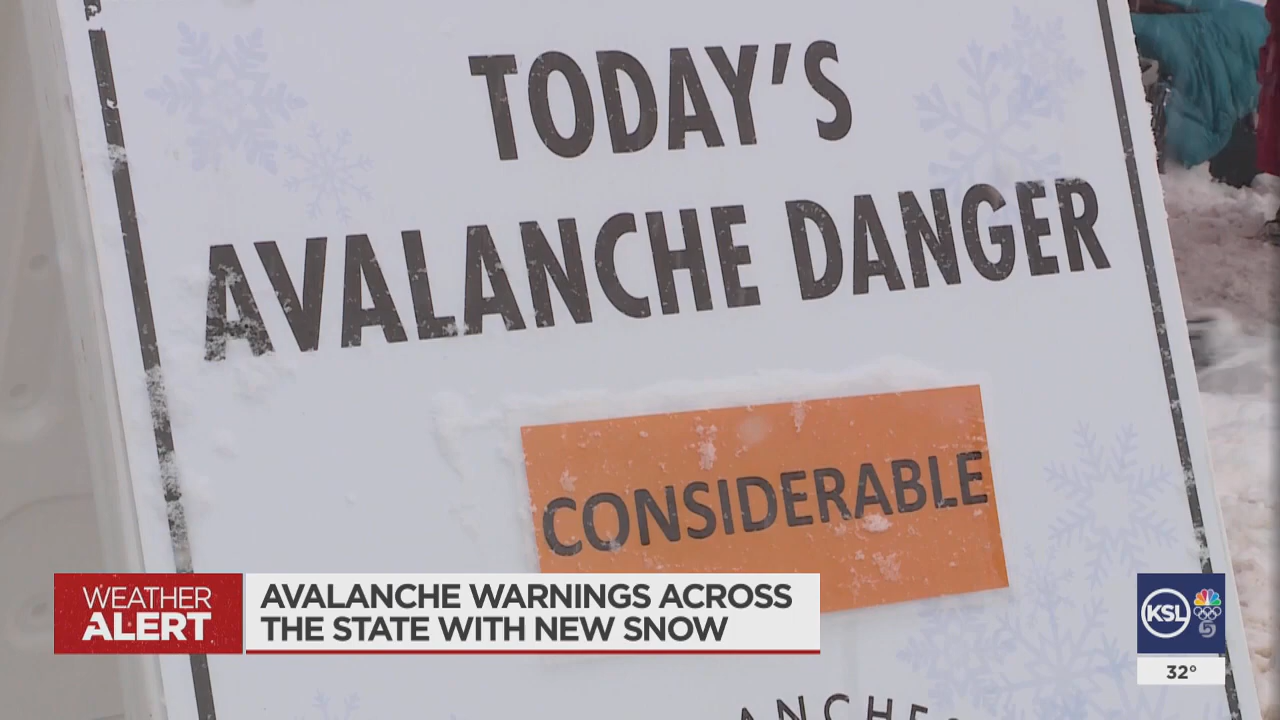 TODAY'S
AVALANCHE DANGER
CONSIDERABLE
WEATHER
ALERT
AVALANCHE WARNINGS ACROSS
THE STATE WITH NEW SNOW
KSL
5
32°